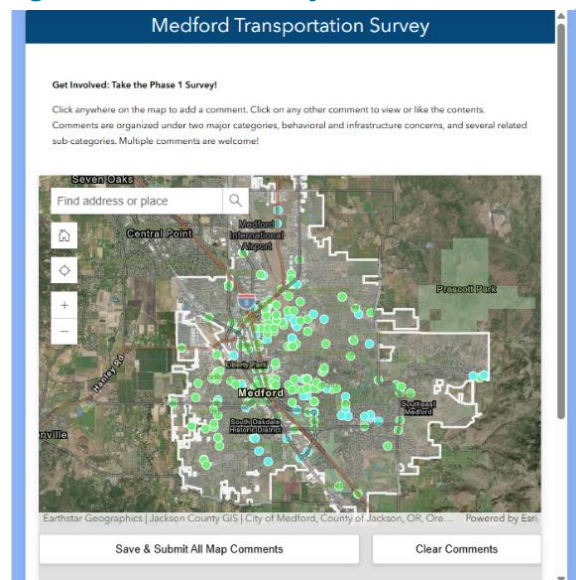 Medford Transportation Survey
Get Involved: Take the Phase 1 Survey!
Click anywhere on the map to add a comment. Click on any other comment to view or like the contents.
Comments are organized under two major categories, behavioral and infrastructure concerns, and several related
sub-categories. Multiple comments are welcome!
Seven Oaks
Find address or place
Central Point
Medford
International
Airport
5
Prescott Park
Hanley Rd
Liberty Park
Medford
Southeast
Medford
South Oakdale
Historic District
nville
Earthstar Geographics | Jackson County GIS | City of Medford, County of Jackson, OR, Ore... Powered by Esri
Save & Submit All Map Comments
Clear Comments